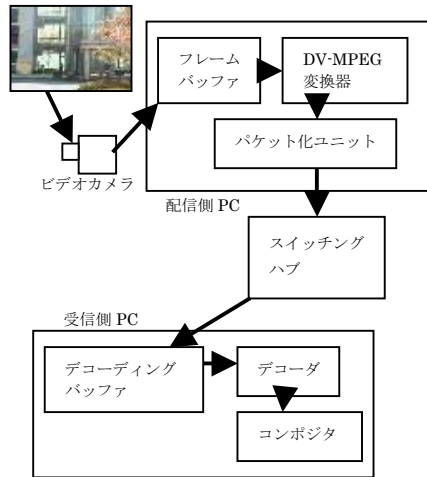 フレーム
バッファ
DV-MPEG
変換器
パケット化ユニット
ビデオカメラ
配信側 PC
スイッチング
ハブ
受信側 PC
デコーディング
バッファ
デコーダ
コンポジタ